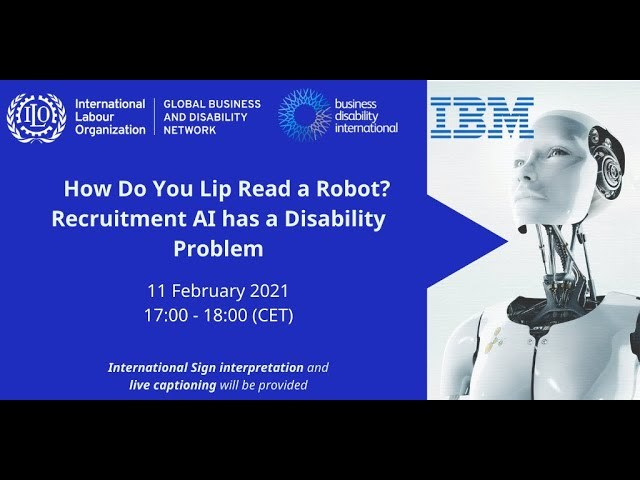 International
Labour
Organization
GLOBAL BUSINESS
AND DISABILITY
NETWORK
business
disability
international
IBM
How Do You Lip Read a Robot?
Recruitment AI has a Disability
Problem
11 February 2021
17:00 - 18:00 (CET)
International Sign interpretation and
live captioning will be provided